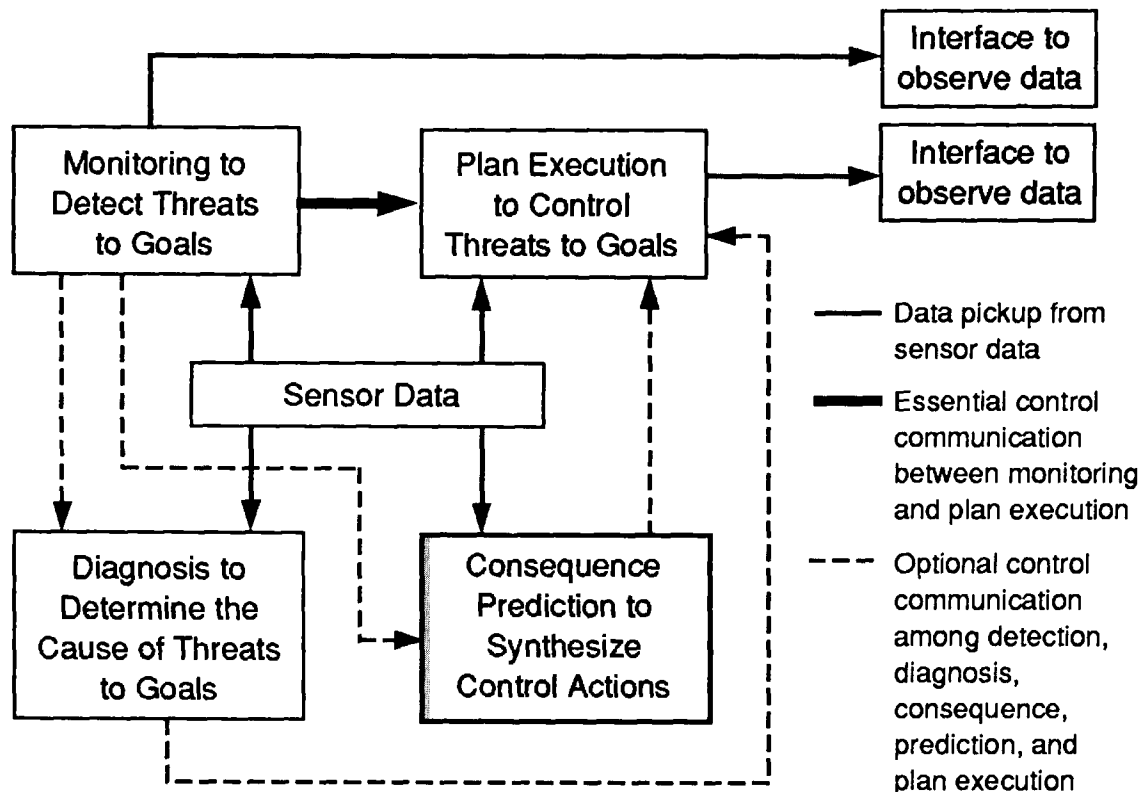 Interface to
observe data
Monitoring to
Detect Threats
to Goals
Plan Execution
to Control
Threats to Goals
Interface to
observe data
Sensor Data
Diagnosis to
Determine the
Cause of Threats
to Goals
Consequence
Prediction to
Synthesize
Control Actions
Data pickup from
sensor data
Essential control
communication
between monitoring
and plan execution
Optional control
communication
among detection,
diagnosis,
consequence,
prediction, and
plan execution